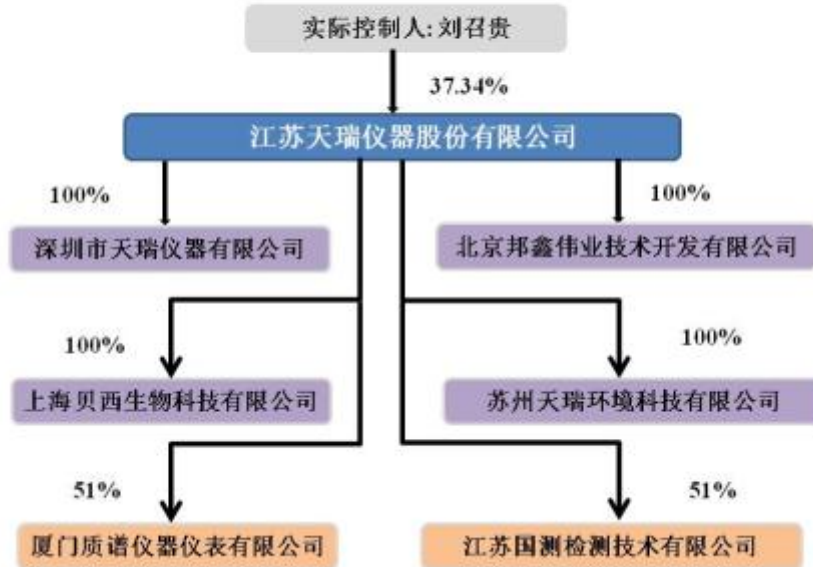 实际控制人: 刘召贵
37.34%
江苏天瑞仪器股份有限公司
100%
100%
深圳市天瑞仪器有限公司
北京邦鑫伟业技术开发有限公司
100%
100%
上海贝西生物科技有限公司
苏州天瑞环境科技有限公司
51%
51%
厦门质谱仪器仪表有限公司
江苏国测检测技术有限公司